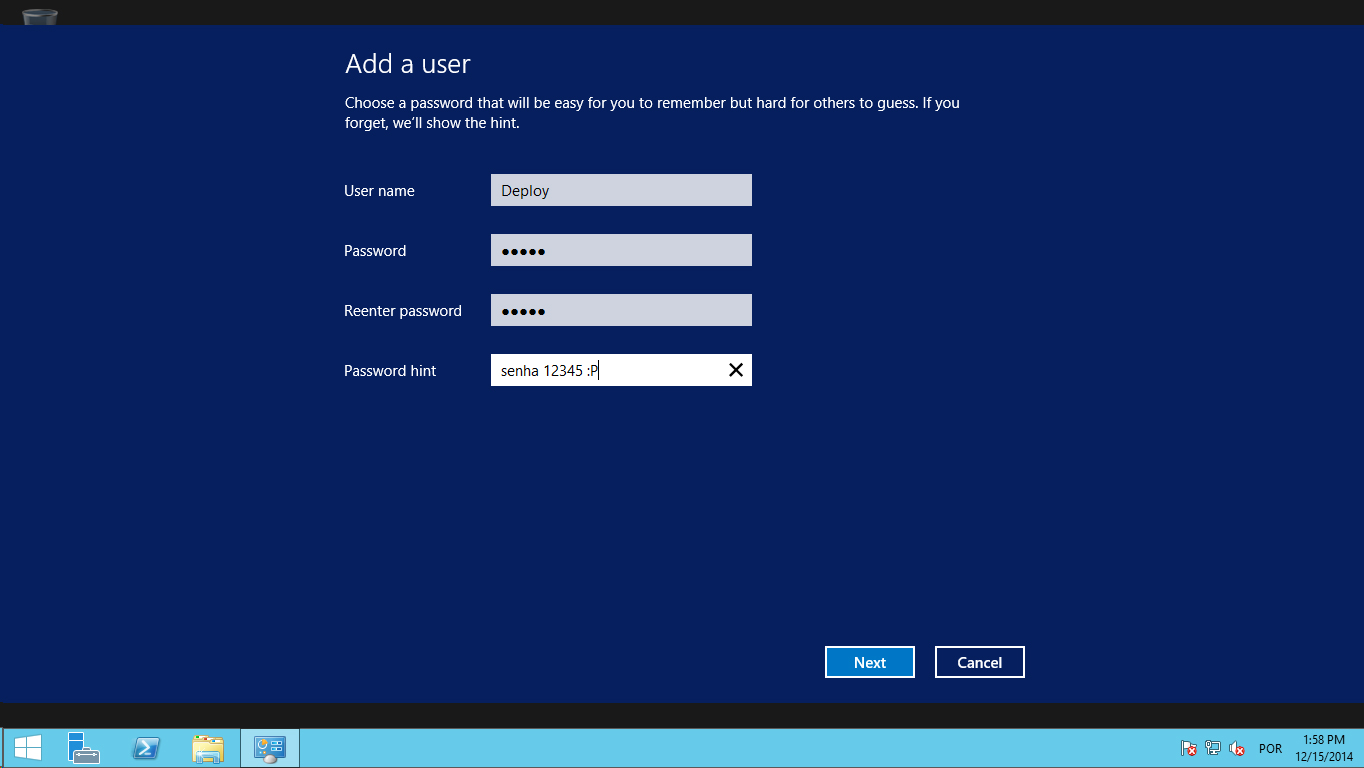 Add a user
Choose a password that will be easy for you to remember but hard for others to guess. If you
forget, we'll show the hint.
User name
Deploy
Password
●●●●●
Reenter password
●●●●●
Password hint
senha 12345 :P
Next
Cancel
POR
1:58 PM
12/15/2014